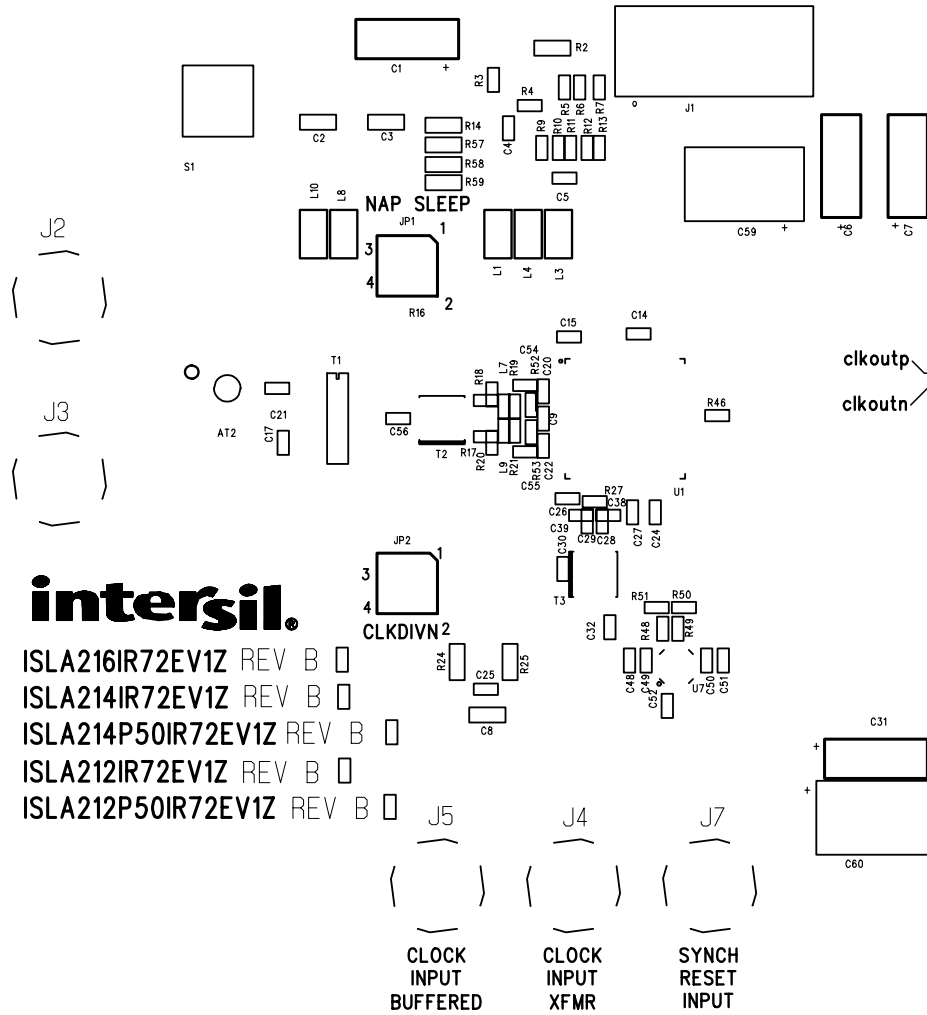 R2
C1 +
R3
R4
R5
R6
R7
J1
S1
C2
C3
R14
R57
R58
R59
C4
R9
R10
R11
R12
R13
C5
L10
L8
NAP SLEEP
JP1
1
3
4
2
R16
L1
L4
L3
C59 +
C6 +
C7 +
J2
C15
C14
clkoutp
clkoutn
T1
C54
R18
L7
R19
R52
C20
J3
AT2
C21
C17
C56
T2
R17
R20
L9
R21
C55
R53
C22
C9
R46
U1
C26
R27
C38
C39
C29
C28
C27
C24
JP2
1
3
4
2
CLKDIVN
C30
T3
C32
R51
R50
R48
R49
C48
C49
C52
U7
C50
C51
intersil®
ISLA216IR72EV1Z REV B
ISLA214IR72EV1Z REV B
ISLA214P50IR72EV1Z REV B
ISLA212IR72EV1Z REV B
ISLA212P50IR72EV1Z REV B
R24
R25
C25
C8
C31
+
+
C60
J5
J4
J7
CLOCK
INPUT
BUFFERED
CLOCK
INPUT
XFMR
SYNCH
RESET
INPUT